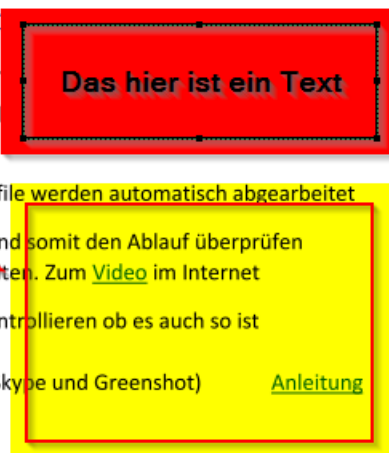 Das hier ist ein Text
file werden automatisch abgearbeitet
nd somit den Ablauf überprüfen
ten. Zum Video im Internet
ntrollieren ob es auch so ist
kype und Greenshot) Anleitung